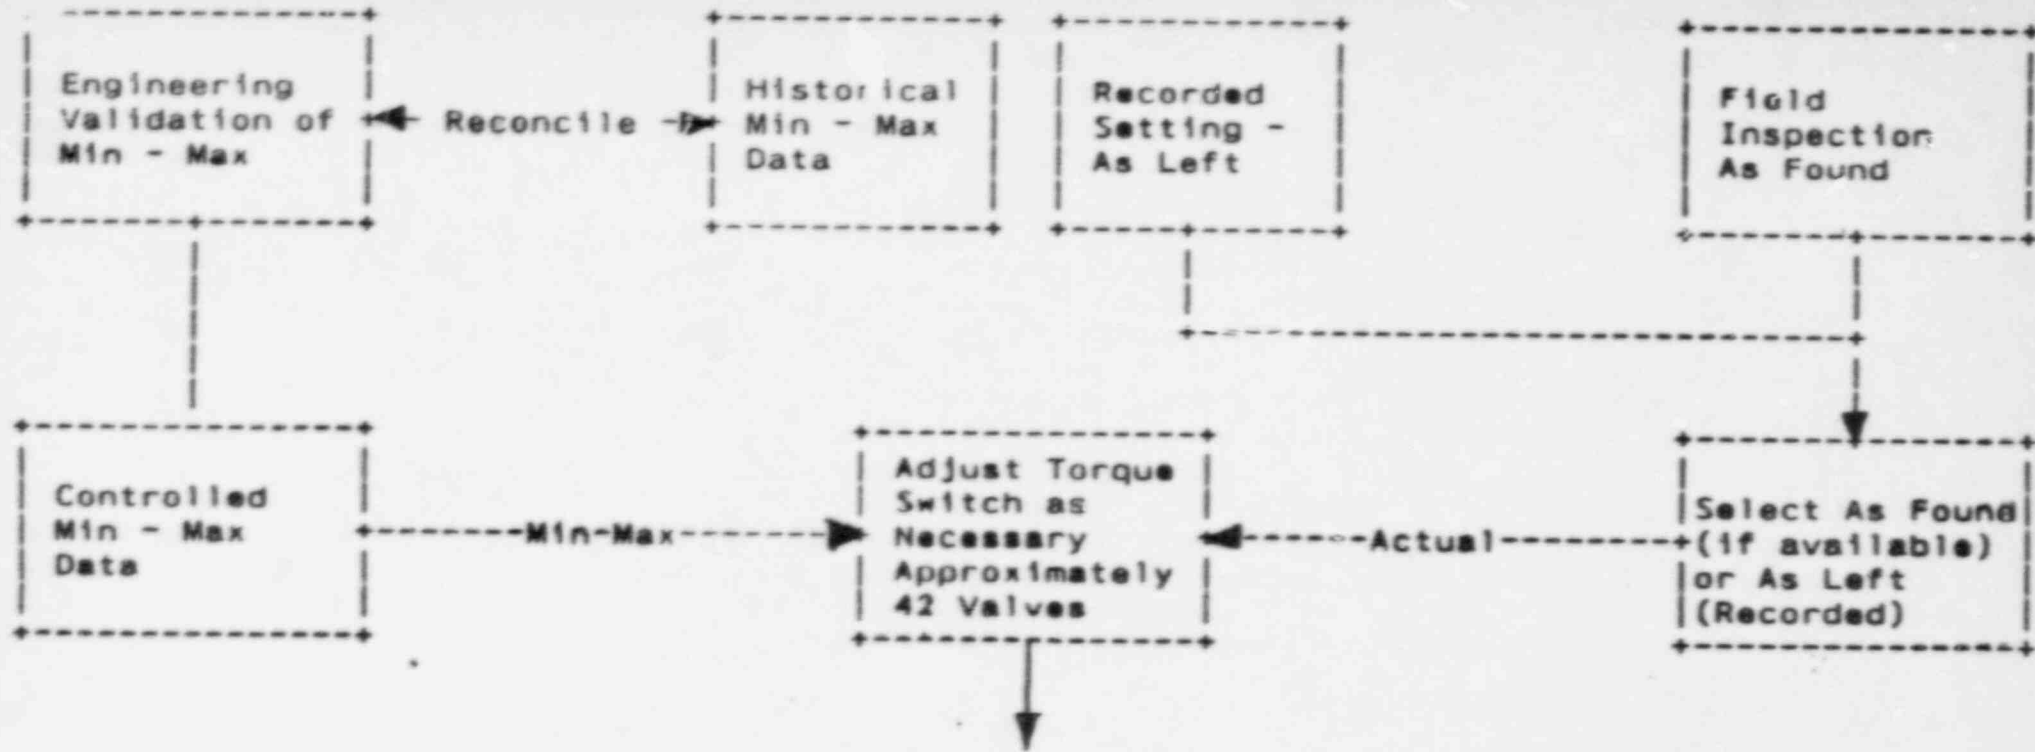 Engineering
Validation of
Min - Max
Reconcile
Historical
Min - Max
Data
Recorded
Setting -
As Left
Field
Inspection
As Found
Controlled
Min - Max
Data
Min-Max
Adjust Torque
Switch as
Necessary
Approximately
42 Valves
Actual
Select As Found
(if available)
or As Left
(Recorded)